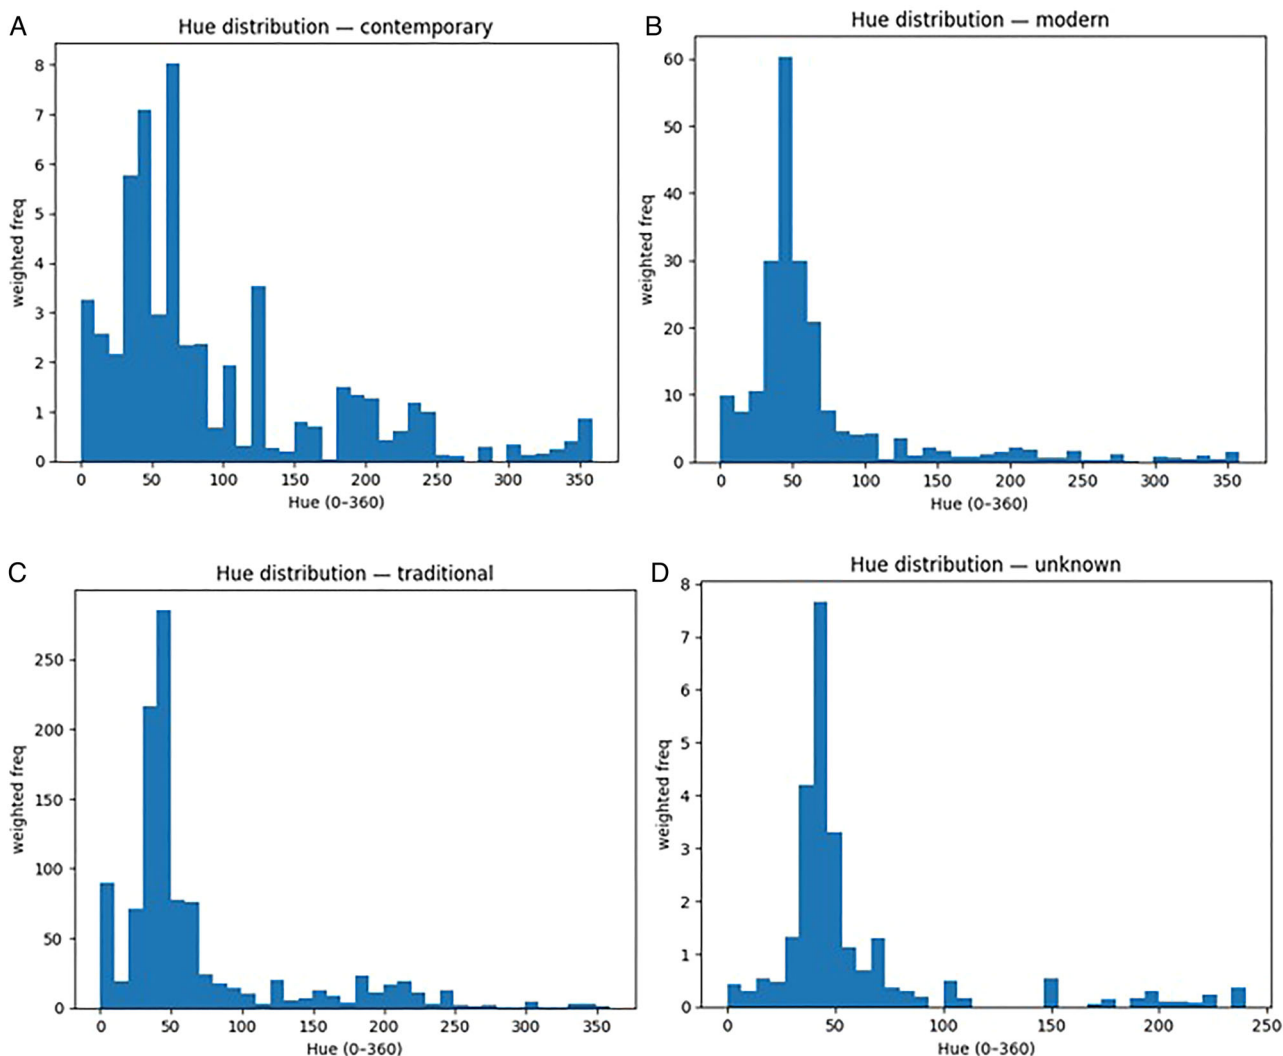 A
Hue distribution — contemporary
8
7
6
5
4
3
2
1
0
weighted freq
0 50 100 150 200 250 300 350
Hue (0–360)
B
Hue distribution — modern
60
50
40
30
20
10
0
weighted freq
0 50 100 150 200 250 300 350
Hue (0–360)
C
Hue distribution — traditional
250
200
150
100
50
0
weighted freq
0 50 100 150 200 250 300 350
Hue (0–360)
D
Hue distribution — unknown
8
7
6
5
4
3
2
1
0
weighted freq
0 50 100 150 200 250
Hue (0–360)